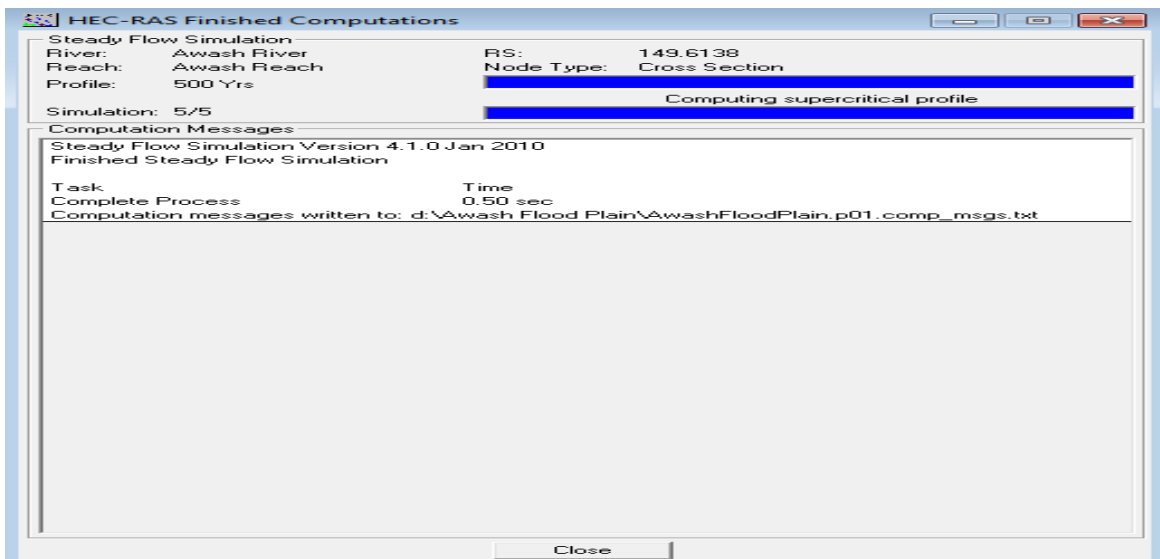 HEC-RAS Finished Computations
Steady Flow Simulation
River: Awash River RS: 149.6138
Reach: Awash Reach Node Type: Cross Section
Profile: 500 Yrs
Computing supercritical profile
Simulation: 5/5
Computation Messages
Steady Flow Simulation Version 4.1.0 Jan 2010
Finished Steady Flow Simulation
Task Time
Complete Process 0.50 sec
Computation messages written to: d:\Awash Flood Plain\AwashFloodPlain.p01.comp_msgs.txt
Close